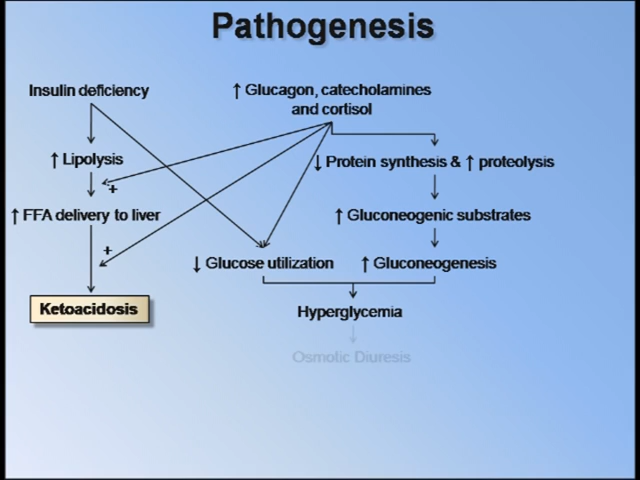 Pathogenesis
Insulin deficiency
↑ Glucagon, catecholamines
and cortisol
↑ Lipolysis
↓ Protein synthesis & ↑ proteolysis
+
↑ FFA delivery to liver
↑ Gluconeogenic substrates
+
↓ Glucose utilization
↑ Gluconeogenesis
Ketoacidosis
Hyperglycemia
Osmotic Diuresis